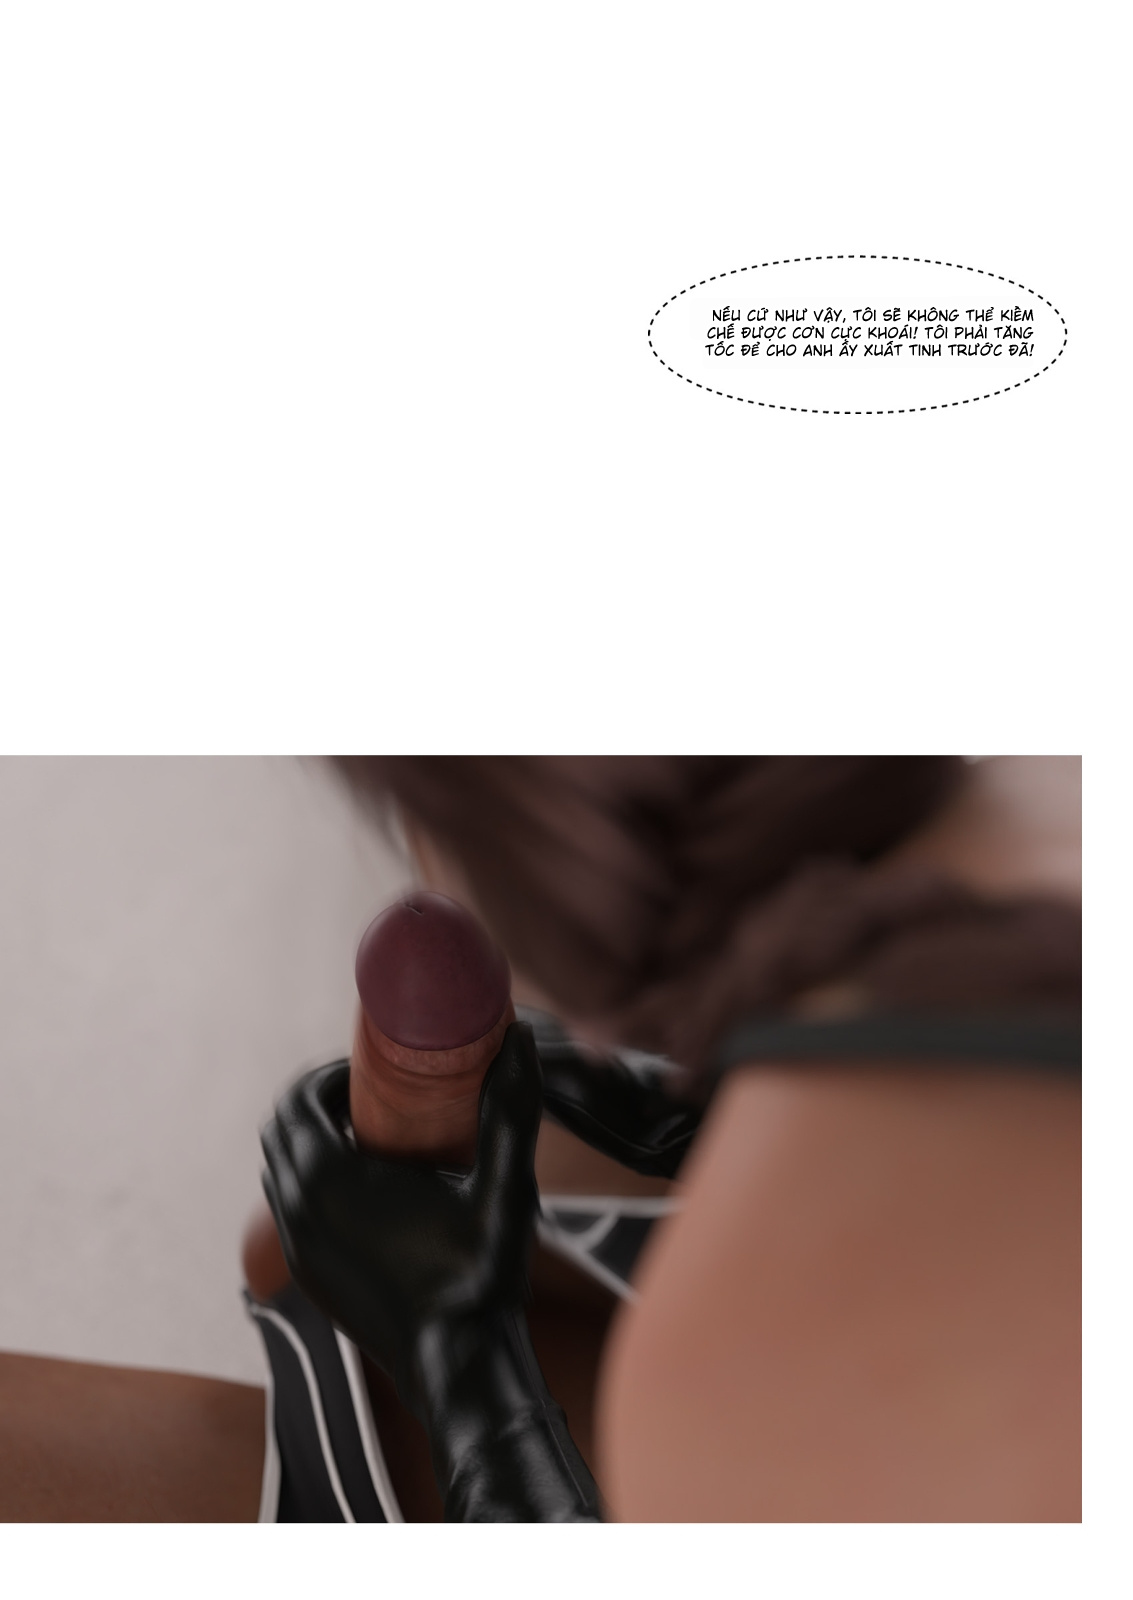 NẾU CỨ NHƯ VẬY, TÔI SẼ KHÔNG THỂ KIỀM
CHẾ ĐƯỢC CƠN CỰC KHOÁI! TÔI PHẢI TĂNG
TỐC ĐỂ CHO ANH ẤY XUẤT TINH TRƯỚC ĐÃ!